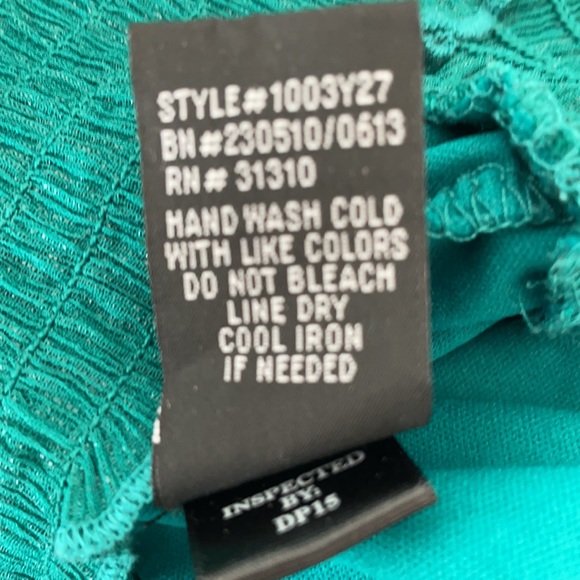 STYLE#1003Y27
BN#230510/0613
RN# 31310
HAND WASH COLD
WITH LIKE COLORS
DO NOT BLEACH
LINE DRY
COOL IRON
IF NEEDED
INSPECTED
BY:
DP15